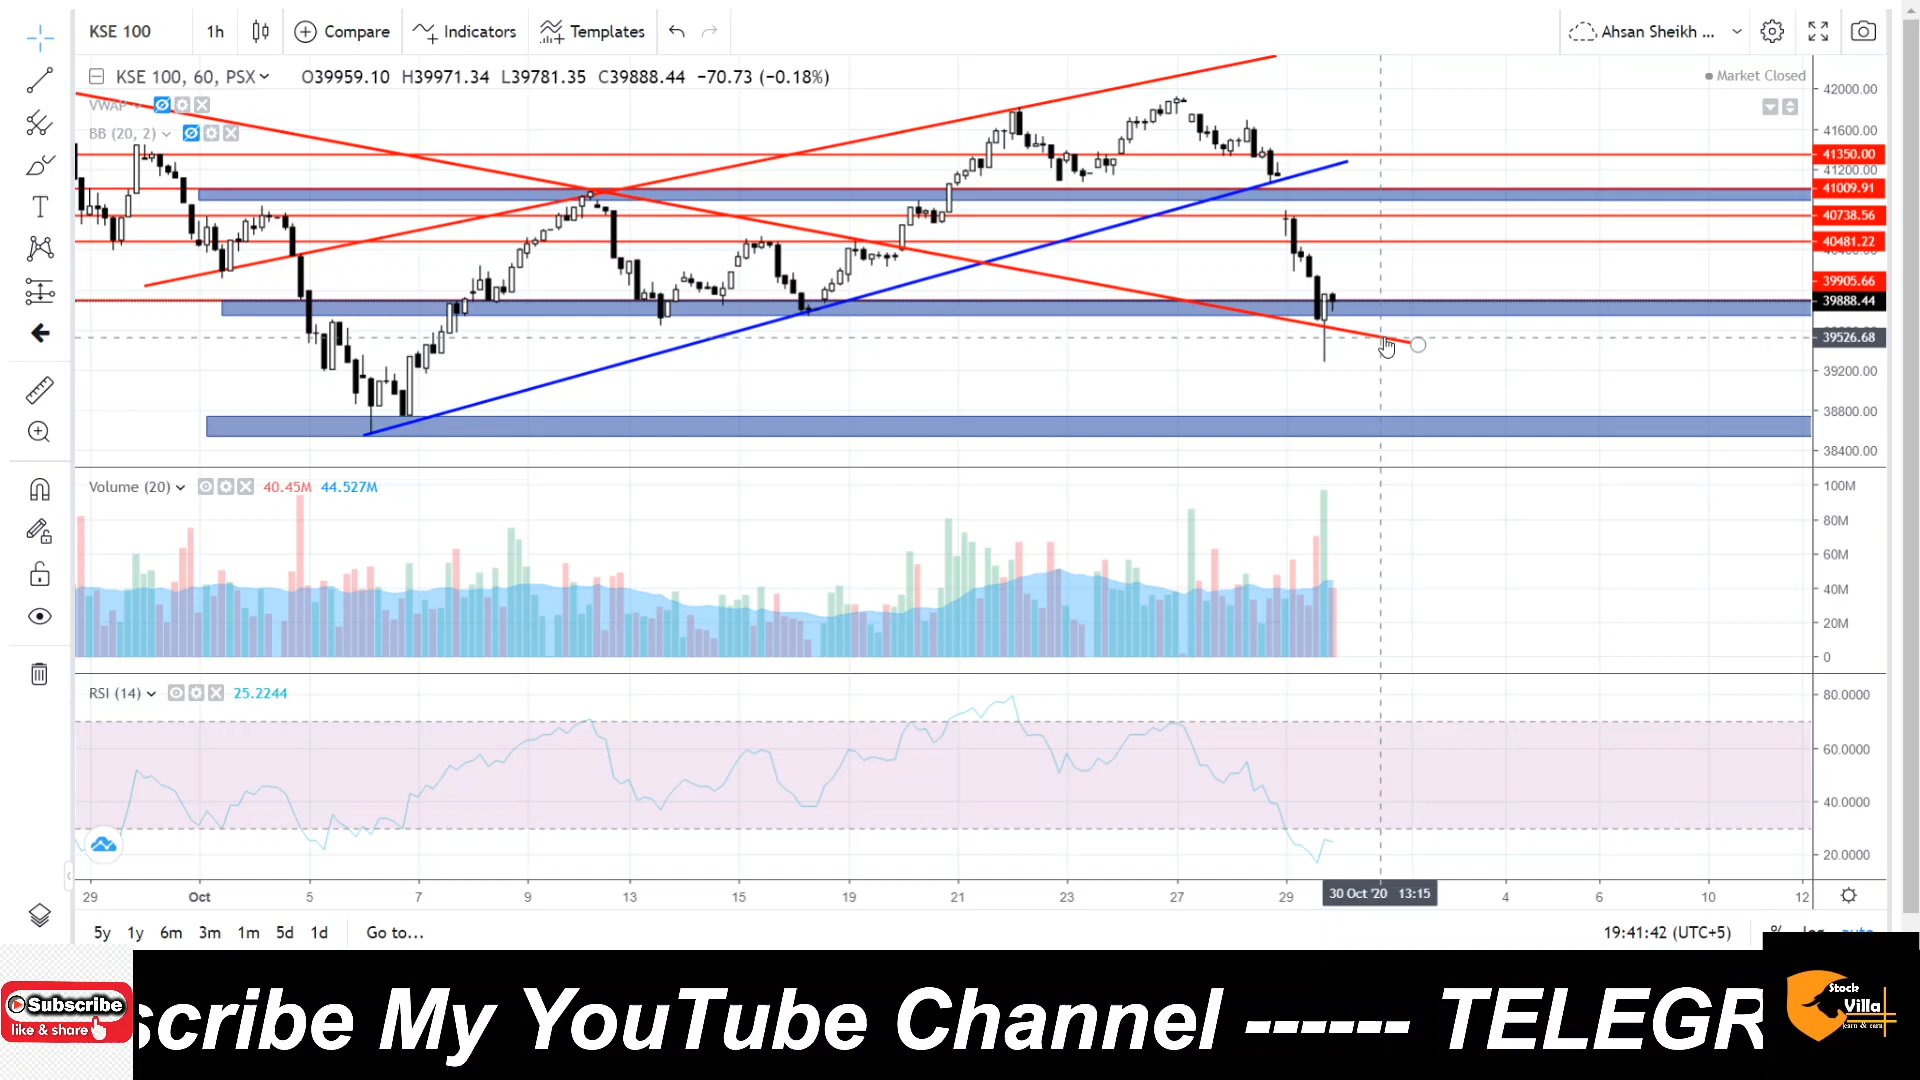 KSE 100 1h Compare Indicators Templates Ahsan Sheikh ...
KSE 100, 60, PSX O39959.10 H39971.34 L39781.35 C39888.44 −70.73 (−0.18%) Market Closed
VWAP
BB (20, 2)
42000.00
41600.00
41350.00
41200.00
41009.91
40738.56
40481.22
39905.66
39888.44
39526.68
39200.00
38800.00
38400.00
Volume (20) 40.45M 44.527M
100M
80M
60M
40M
20M
0
RSI (14) 25.2244
80.0000
60.0000
40.0000
20.0000
29 Oct 5 7 9 13 15 19 21 23 27 29 30 Oct '20 13:15 4 6 10 12
5y 1y 6m 3m 1m 5d 1d Go to... 19:41:42 (UTC+5)
Subscribe
like & share
scribe My YouTube Channel ------ TELEGR
Stock
Villa
learn & earn